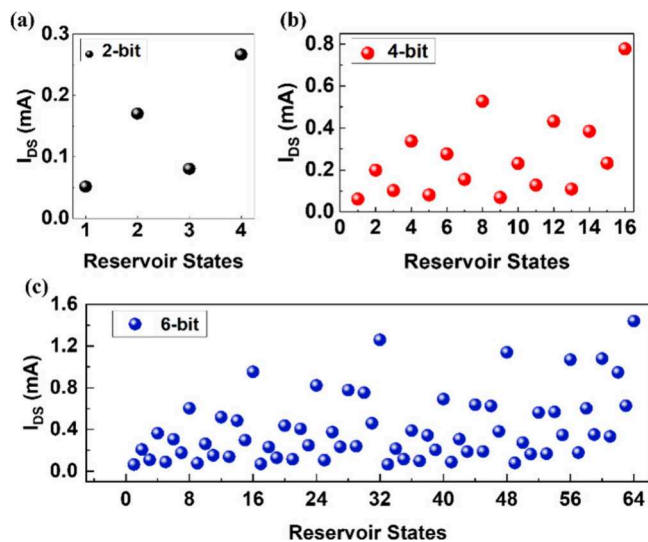 (a)
2-bit
0.3
0.2
0.1
0.0
I_DS (mA)
1 2 3 4
Reservoir States
(b)
4-bit
0.8
0.6
0.4
0.2
0.0
I_DS (mA)
0 2 4 6 8 10 12 14 16
Reservoir States
(c)
6-bit
1.6
1.2
0.8
0.4
0.0
I_DS (mA)
0 8 16 24 32 40 48 56 64
Reservoir States